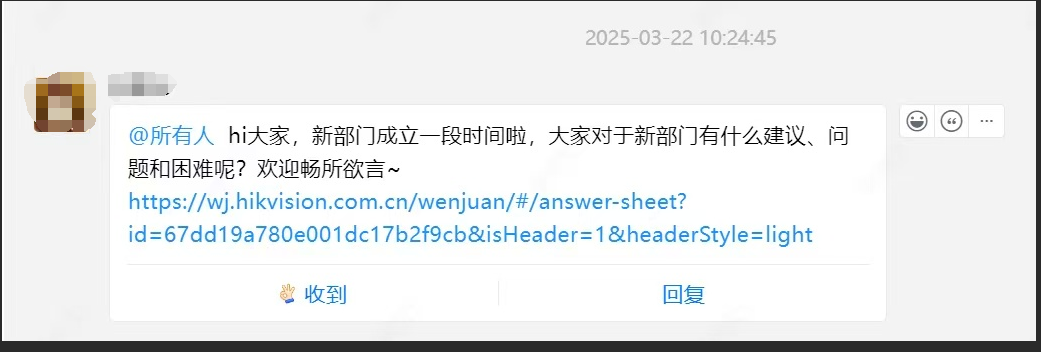 2025-03-22 10:24:45
@所有人 hi大家，新部门成立一段时间啦，大家对于新部门有什么建议、问
题和困难呢？欢迎畅所欲言~
https://wj.hikvision.com.cn/wenjuan/#/answer-sheet?
id=67dd19a780e001dc17b2f9cb&isHeader=1&headerStyle=light
收到
回复